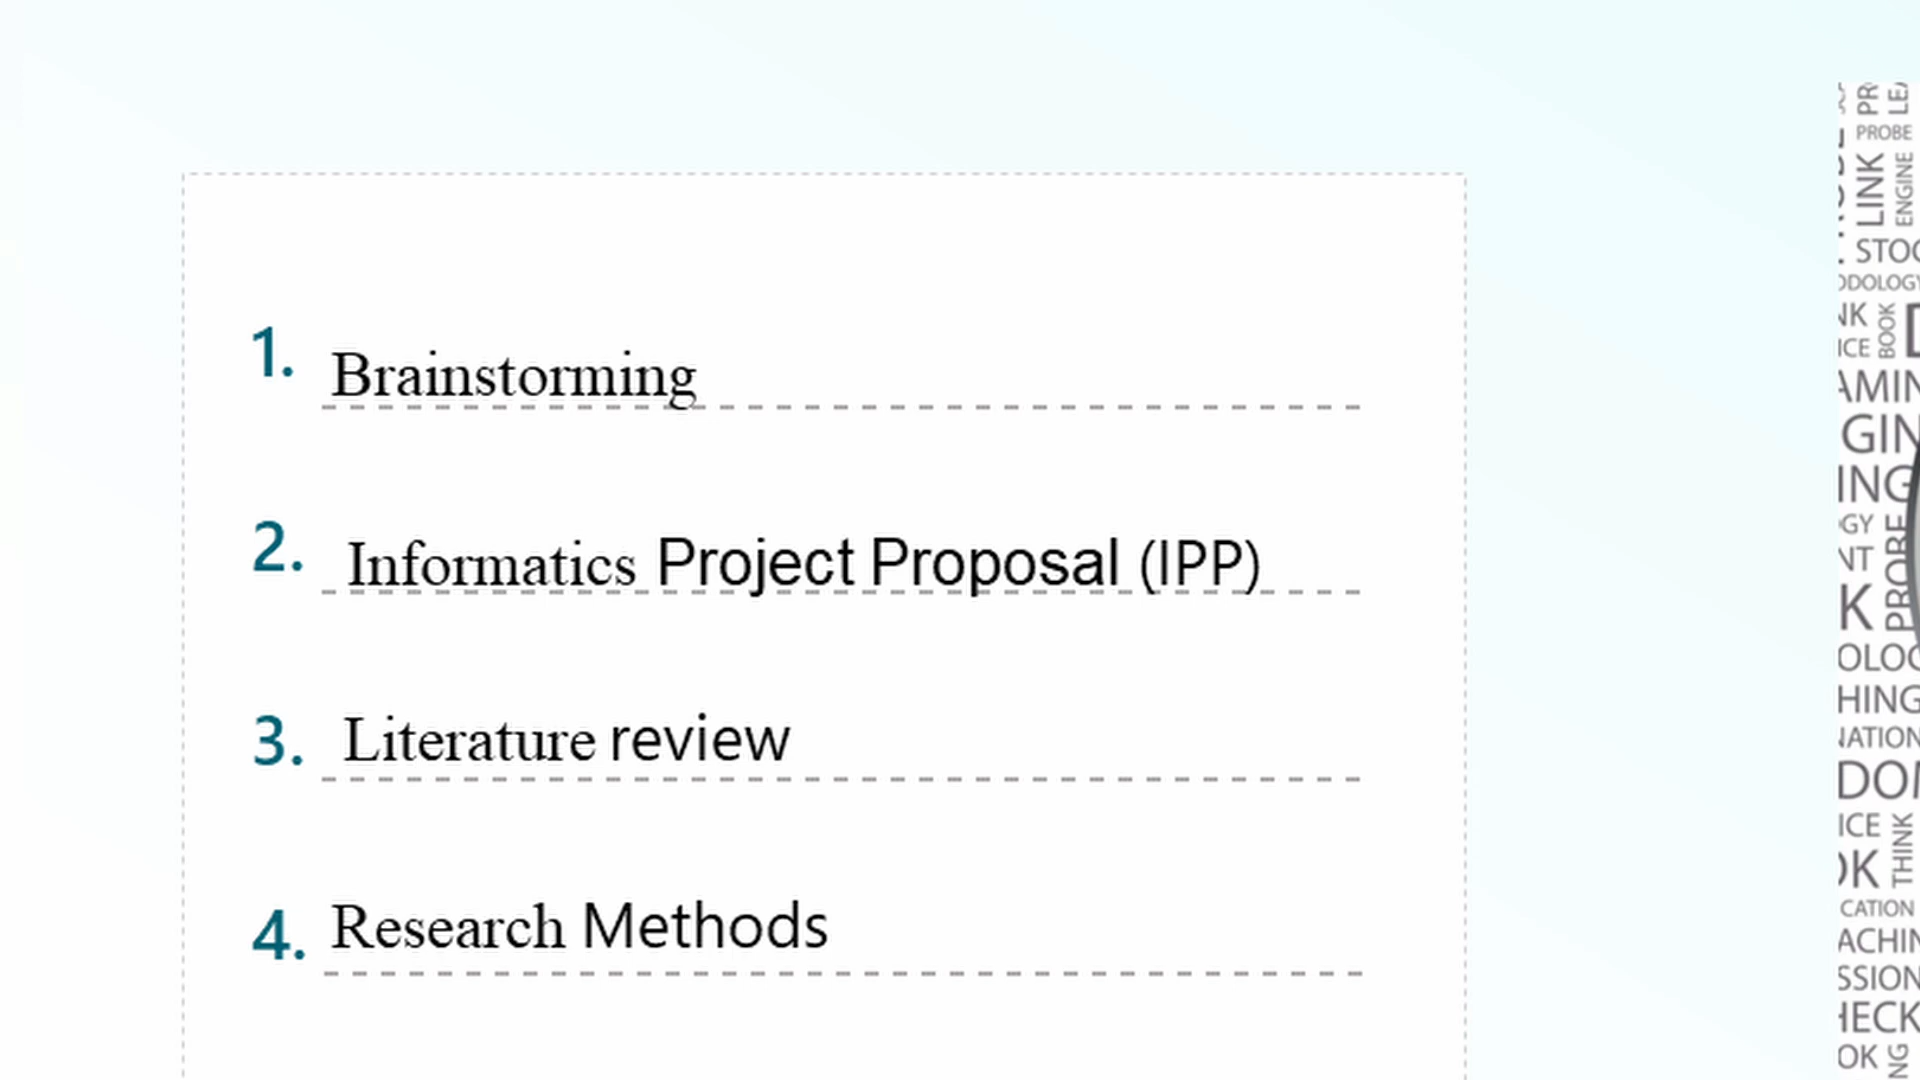 1. Brainstorming
2. Informatics Project Proposal (IPP)
3. Literature review
4. Research Methods
PROBE
LINK
ENGINE
BOOK
PROBE
THINK